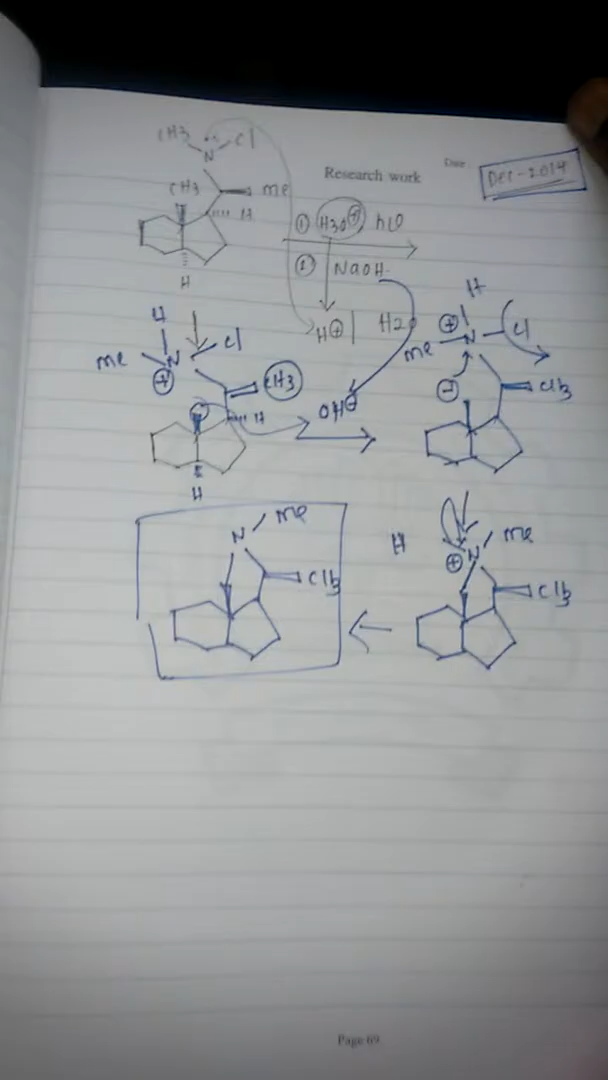 Date
Research work
Dec-2014
CH3 N Cl
CH3 Me
H
H
① H3O⊕, hν
② NaOH
H⊕ H2O
H
Me N Cl
⊕
CH3
H
H
OH⊖
H
⊕
Me N Cl
⊖
CH3
N Me
CH3
H
⊕ N Me
CH3
Page 69